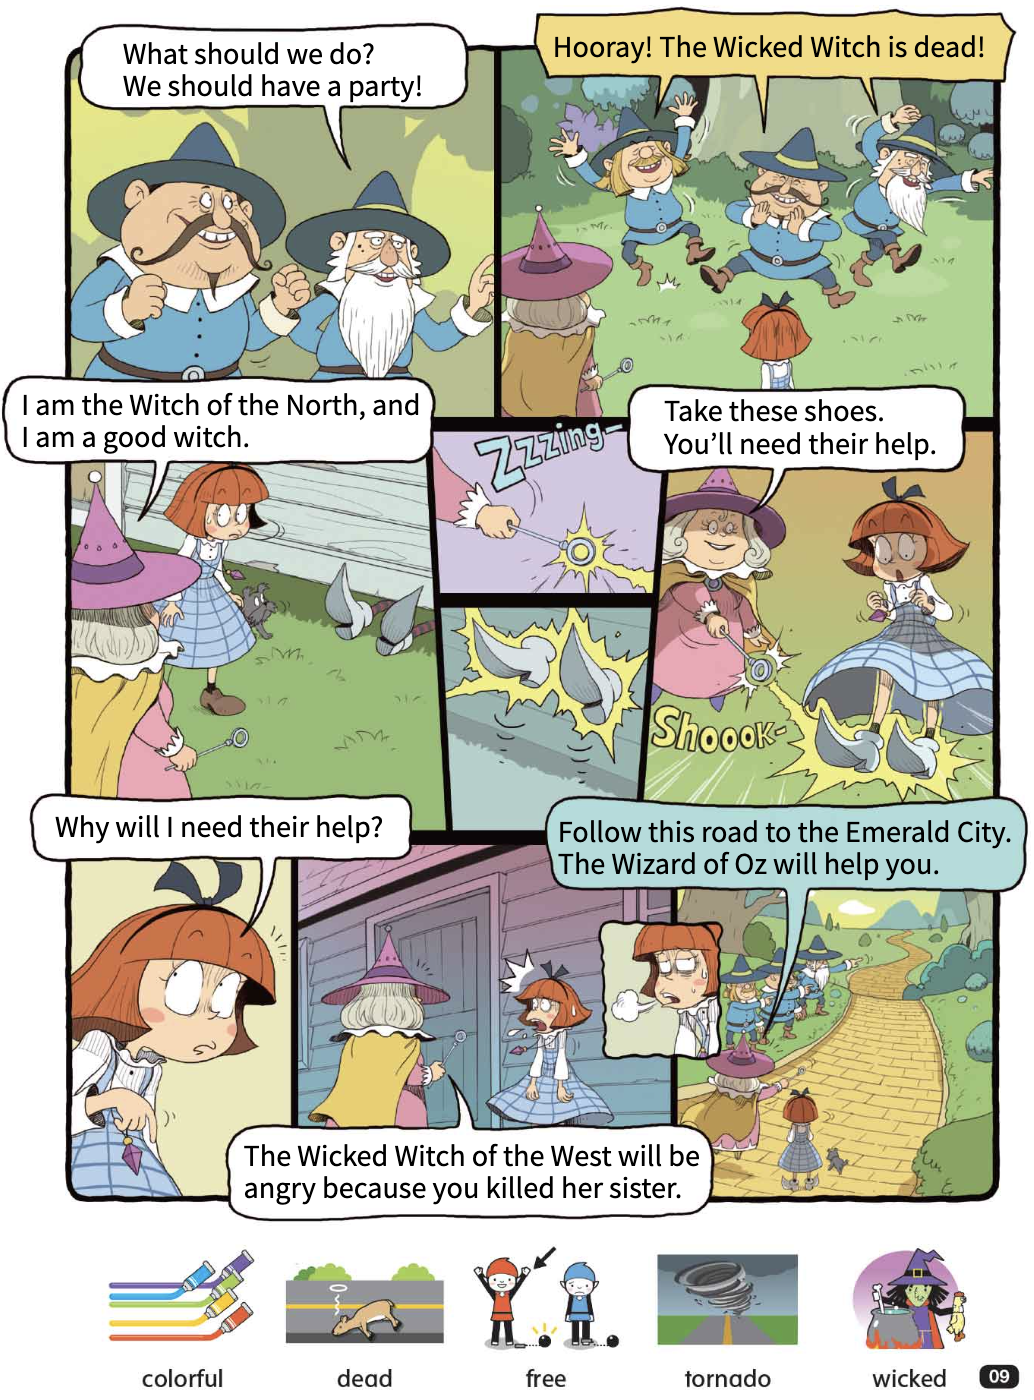 What should we do?
We should have a party!
Hooray! The Wicked Witch is dead!
I am the Witch of the North, and
I am a good witch.
Zzzzing-
Take these shoes.
You'll need their help.
Shoook-
Why will I need their help?
The Wicked Witch of the West will be
angry because you killed her sister.
Follow this road to the Emerald City.
The Wizard of Oz will help you.
colorful
dead
free
tornado
wicked
09